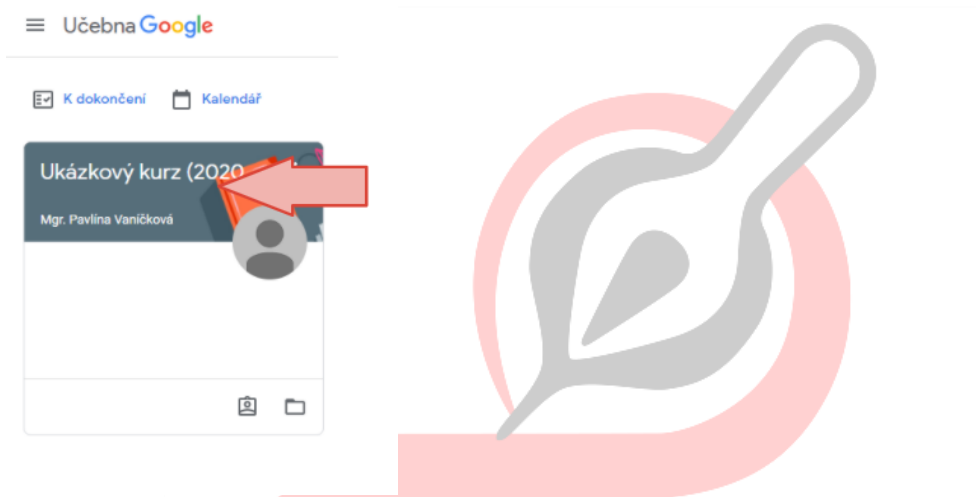 Učebna Google
K dokončení Kalendář
Ukázkový kurz (2020
Mgr. Pavlína Vaníčková